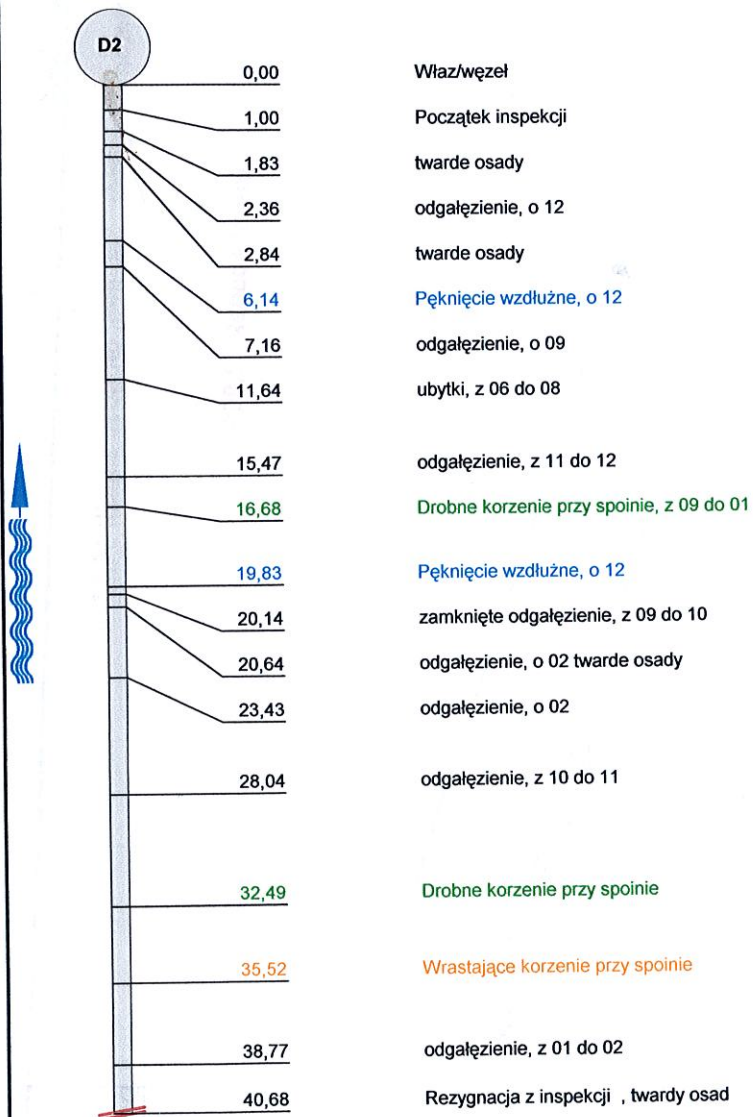 D2
0,00 Właz/węzeł
1,00 Początek inspekcji
1,83 twarde osady
2,36 odgałęzienie, o 12
2,84 twarde osady
6,14 Pęknięcie wzdłużne, o 12
7,16 odgałęzienie, o 09
11,64 ubytki, z 06 do 08
15,47 odgałęzienie, z 11 do 12
16,68 Drobne korzenie przy spoinie, z 09 do 01
19,83 Pęknięcie wzdłużne, o 12
20,14 zamknięte odgałęzienie, z 09 do 10
20,64 odgałęzienie, o 02 twarde osady
23,43 odgałęzienie, o 02
28,04 odgałęzienie, z 10 do 11
32,49 Drobne korzenie przy spoinie
35,52 Wrastające korzenie przy spoinie
38,77 odgałęzienie, z 01 do 02
40,68 Rezygnacja z inspekcji , twardy osad